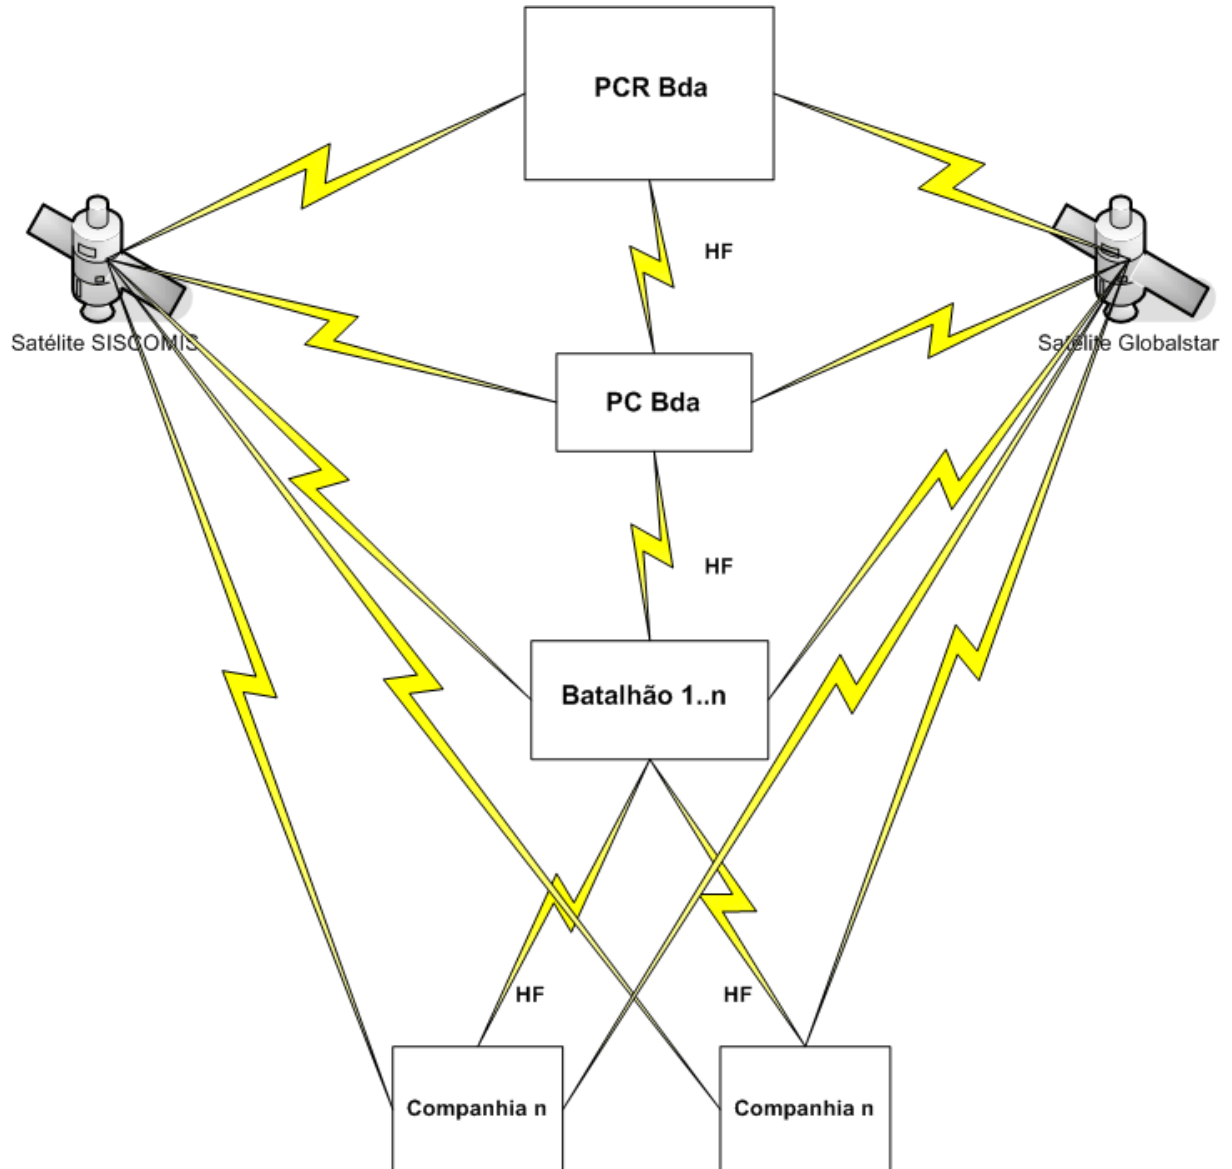 PCR Bda
HF
Satélite SISCOMIS
Satélite Globalstar
PC Bda
HF
Batalhão 1..n
HF
HF
Companhia n
Companhia n